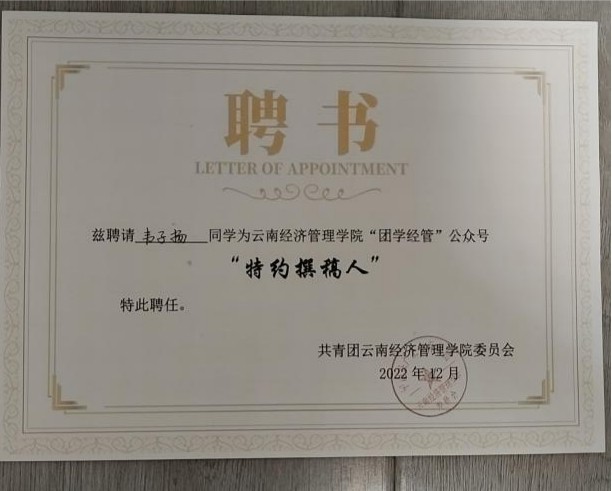 聘书
LETTER OF APPOINTMENT
兹聘请韦子扬同学为云南经济管理学院“团学经管”公众号
“特约撰稿人”
特此聘任。
共青团云南经济管理学院委员会
2022年12月